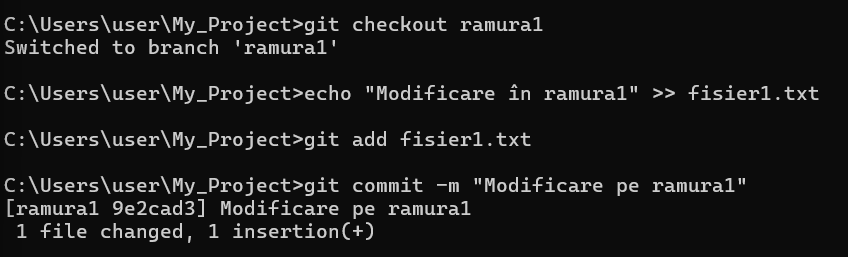 C:\Users\user\My_Project>git checkout ramura1
Switched to branch 'ramura1'
C:\Users\user\My_Project>echo "Modificare în ramura1" >> fisier1.txt
C:\Users\user\My_Project>git add fisier1.txt
C:\Users\user\My_Project>git commit -m "Modificare pe ramura1"
[ramura1 9e2cad3] Modificare pe ramura1
 1 file changed, 1 insertion(+)